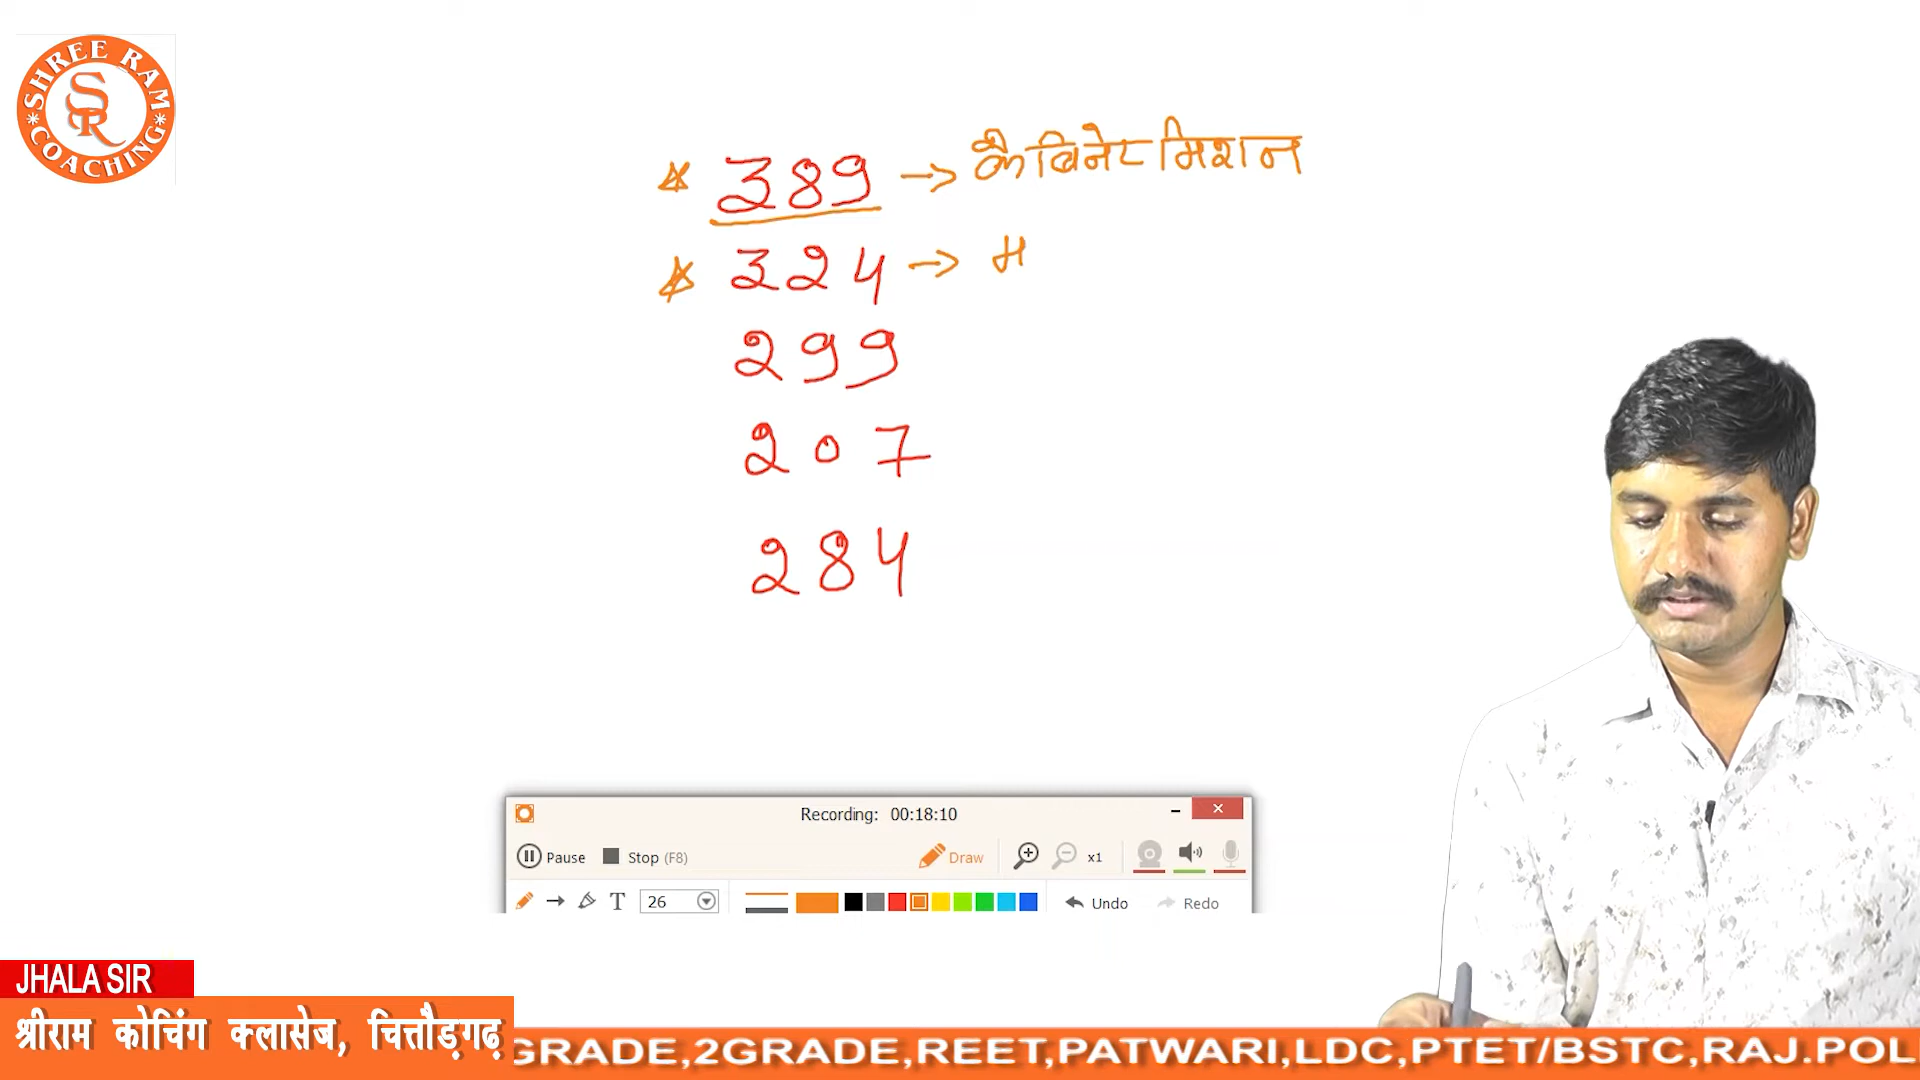 SHREE RAM
SR
COACHING
* 389 → कैबिनेट मिशन
* 324 → भ
299
207
284
Recording: 00:18:10
Pause Stop (F8) Draw x1
T 26 Undo Redo
JHALA SIR
श्रीराम कोचिंग क्लासेज, चित्तौड़गढ़
GRADE,2GRADE,REET,PATWARI,LDC,PTET/BSTC,RAJ.POL